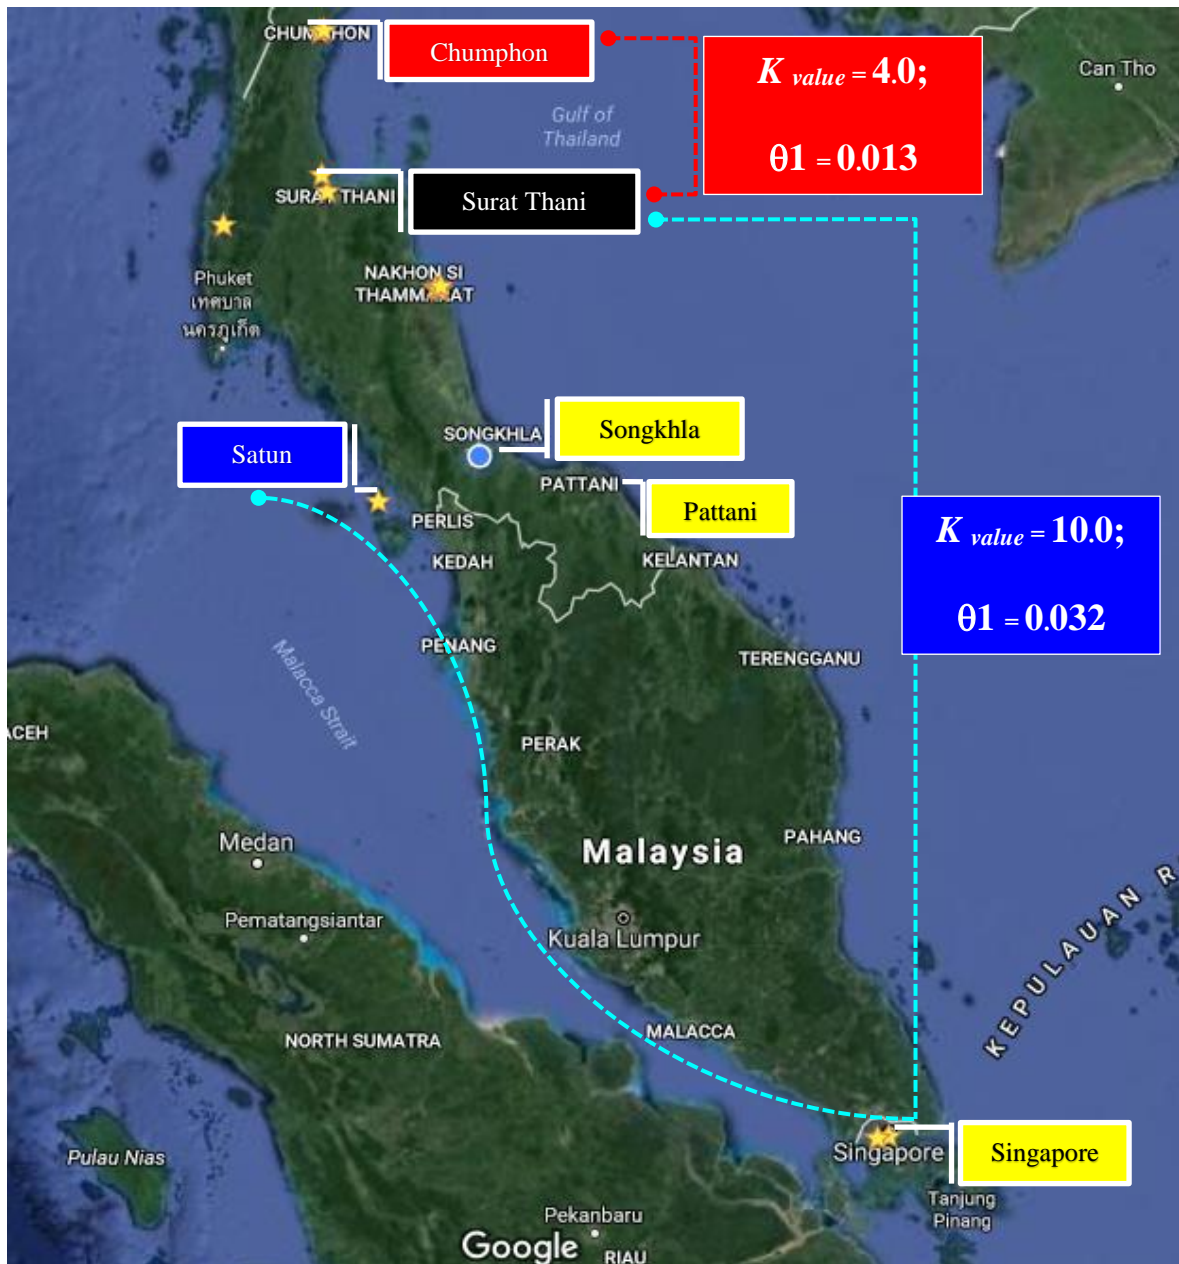 CHUMPHON
Chumphon
K value = 4.0;
θ1 = 0.013
Can Tho
Gulf of
Thailand
SURAT THANI
Surat Thani
Phuket
เทศบาล
นครภูเก็ต
NAKHON SI
THAMMARAT
SONGKHLA
Songkhla
Satun
PATTANI
Pattani
PERLIS
KEDAH
KELANTAN
K value = 10.0;
θ1 = 0.032
PENANG
TERENGGANU
Malacca Strait
ACEH
PERAK
PAHANG
Medan
Malaysia
Pematangsiantar
Kuala Lumpur
KEPULAUAN R
NORTH SUMATRA
MALACCA
Pulau Nias
Singapore
Singapore
Tanjung
Pinang
Pekanbaru
Google
RIAU